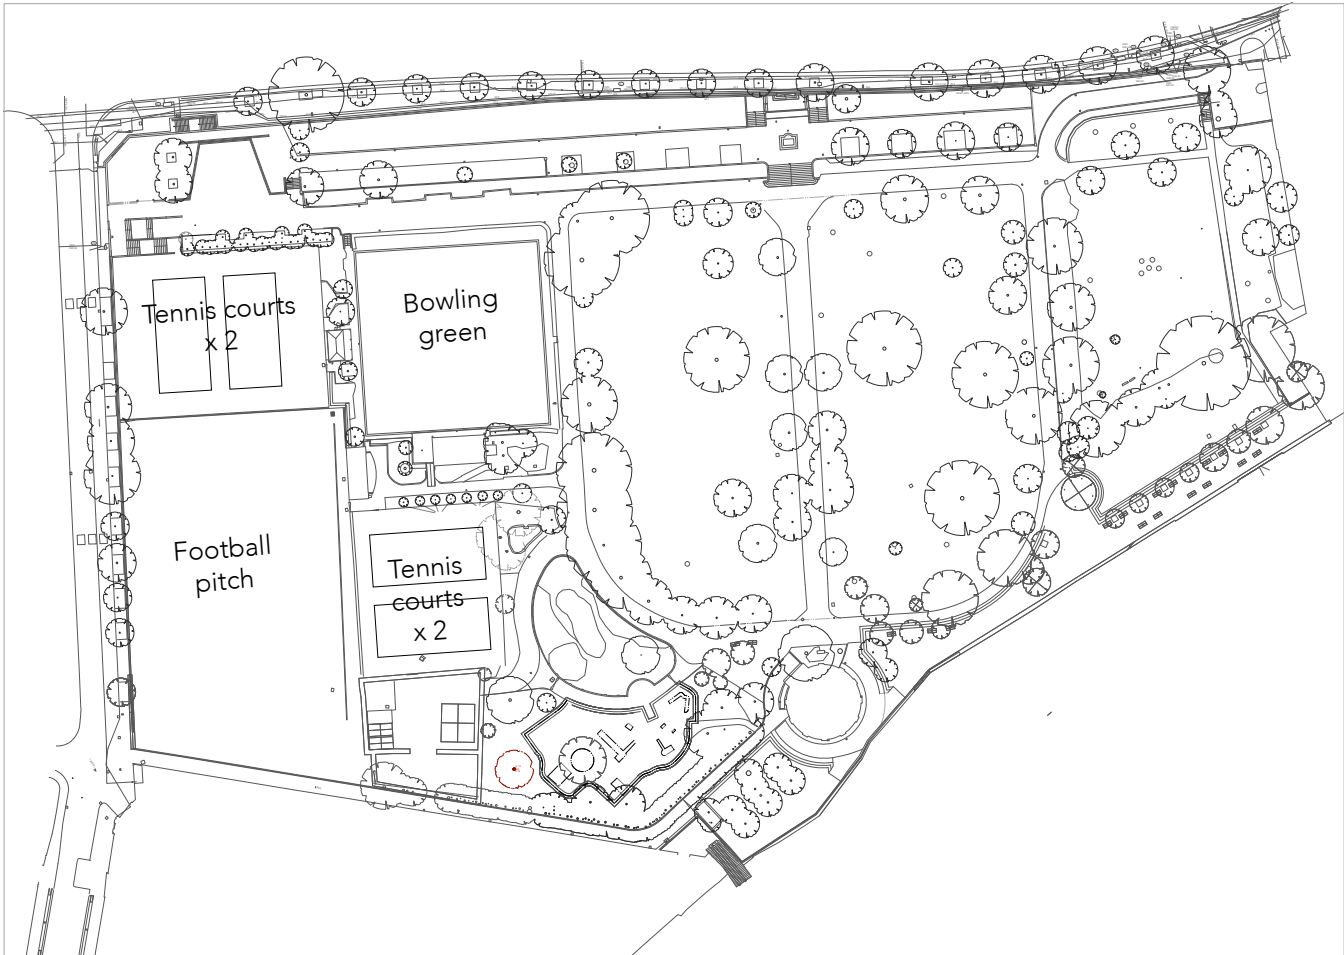 Tennis courts
x 2
Bowling
green
Football
pitch
Tennis
courts
x 2